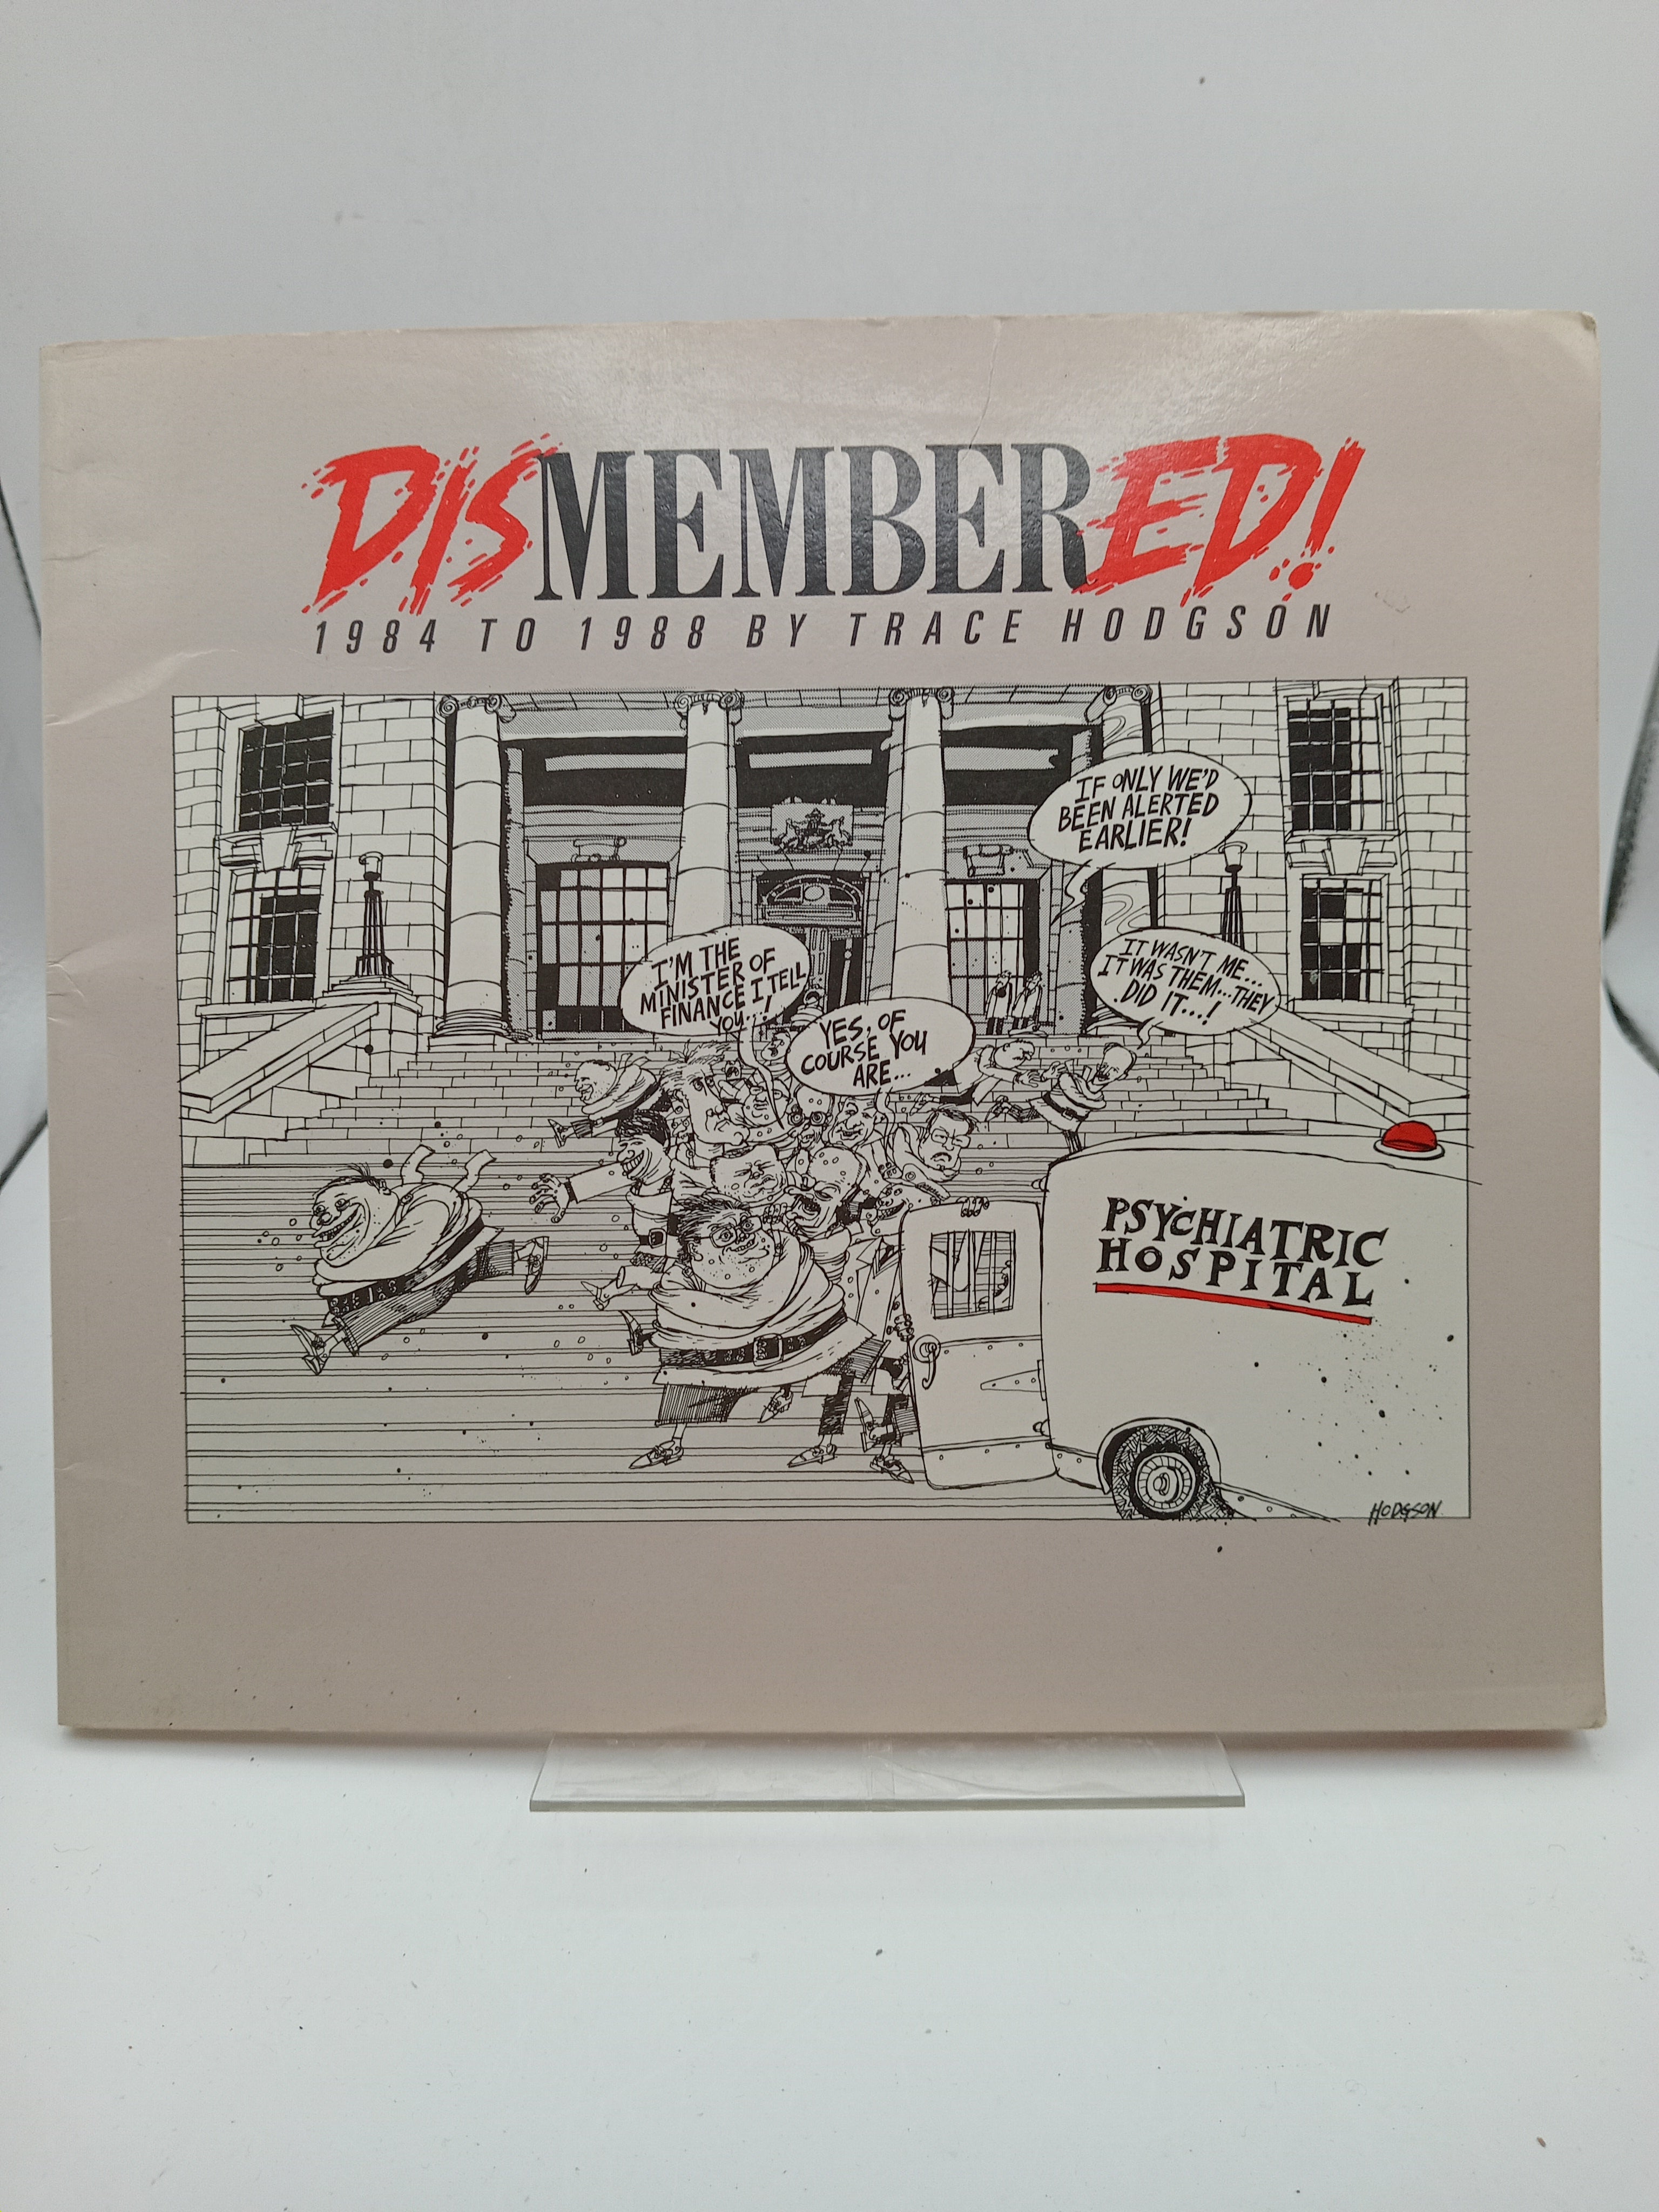 DISMEMBERED!
1984 TO 1988 BY TRACE HODGSON
IF ONLY WE'D
BEEN ALERTED
EARLIER!
I'M THE
MINISTER OF
FINANCE I TELL
YOU...!
YES, OF
COURSE YOU
ARE...
IT WASN'T ME...
IT WAS THEM...THEY
DID IT...!
PSYCHIATRIC
HOSPITAL
HODGSON